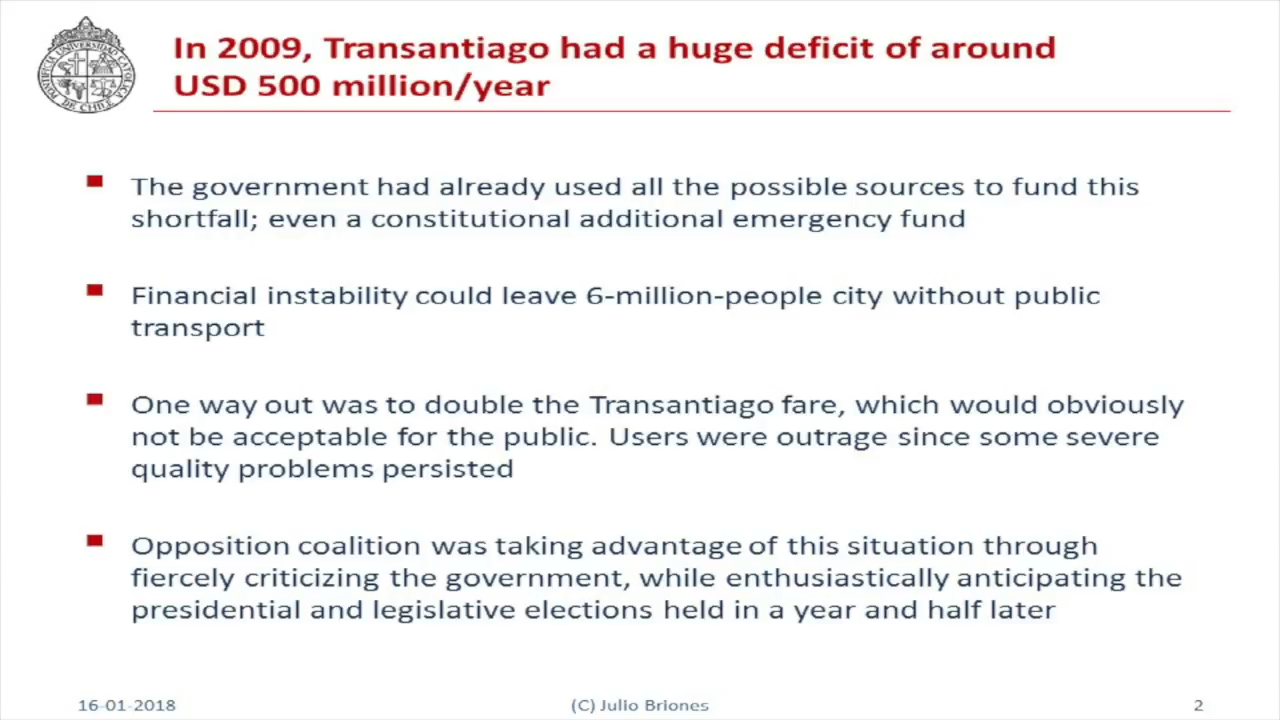 In 2009, Transantiago had a huge deficit of around
USD 500 million/year
The government had already used all the possible sources to fund this
shortfall; even a constitutional additional emergency fund
Financial instability could leave 6-million-people city without public
transport
One way out was to double the Transantiago fare, which would obviously
not be acceptable for the public. Users were outrage since some severe
quality problems persisted
Opposition coalition was taking advantage of this situation through
fiercely criticizing the government, while enthusiastically anticipating the
presidential and legislative elections held in a year and half later
16-01-2018
(C) Julio Briones
2